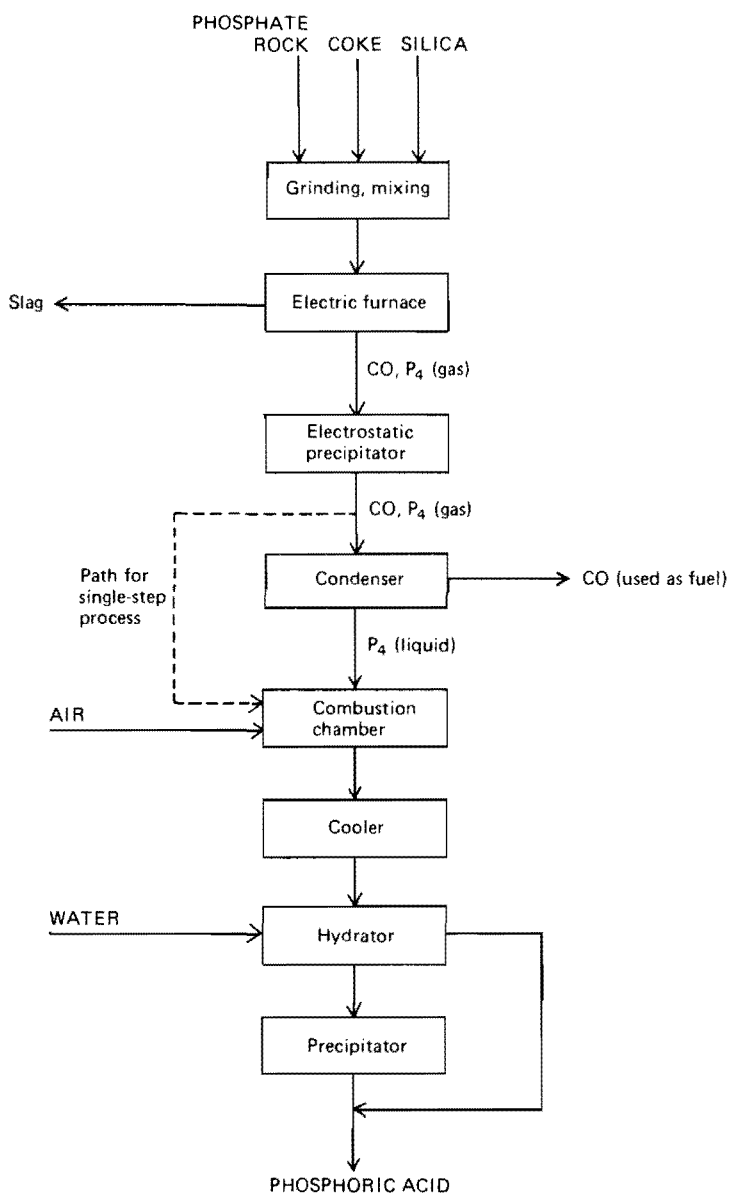 PHOSPHATE
ROCK COKE SILICA
Grinding, mixing
Slag
Electric furnace
CO, P₄ (gas)
Electrostatic
precipitator
CO, P₄ (gas)
Path for
single-step
process
Condenser
CO (used as fuel)
P₄ (liquid)
AIR
Combustion
chamber
Cooler
WATER
Hydrator
Precipitator
PHOSPHORIC ACID